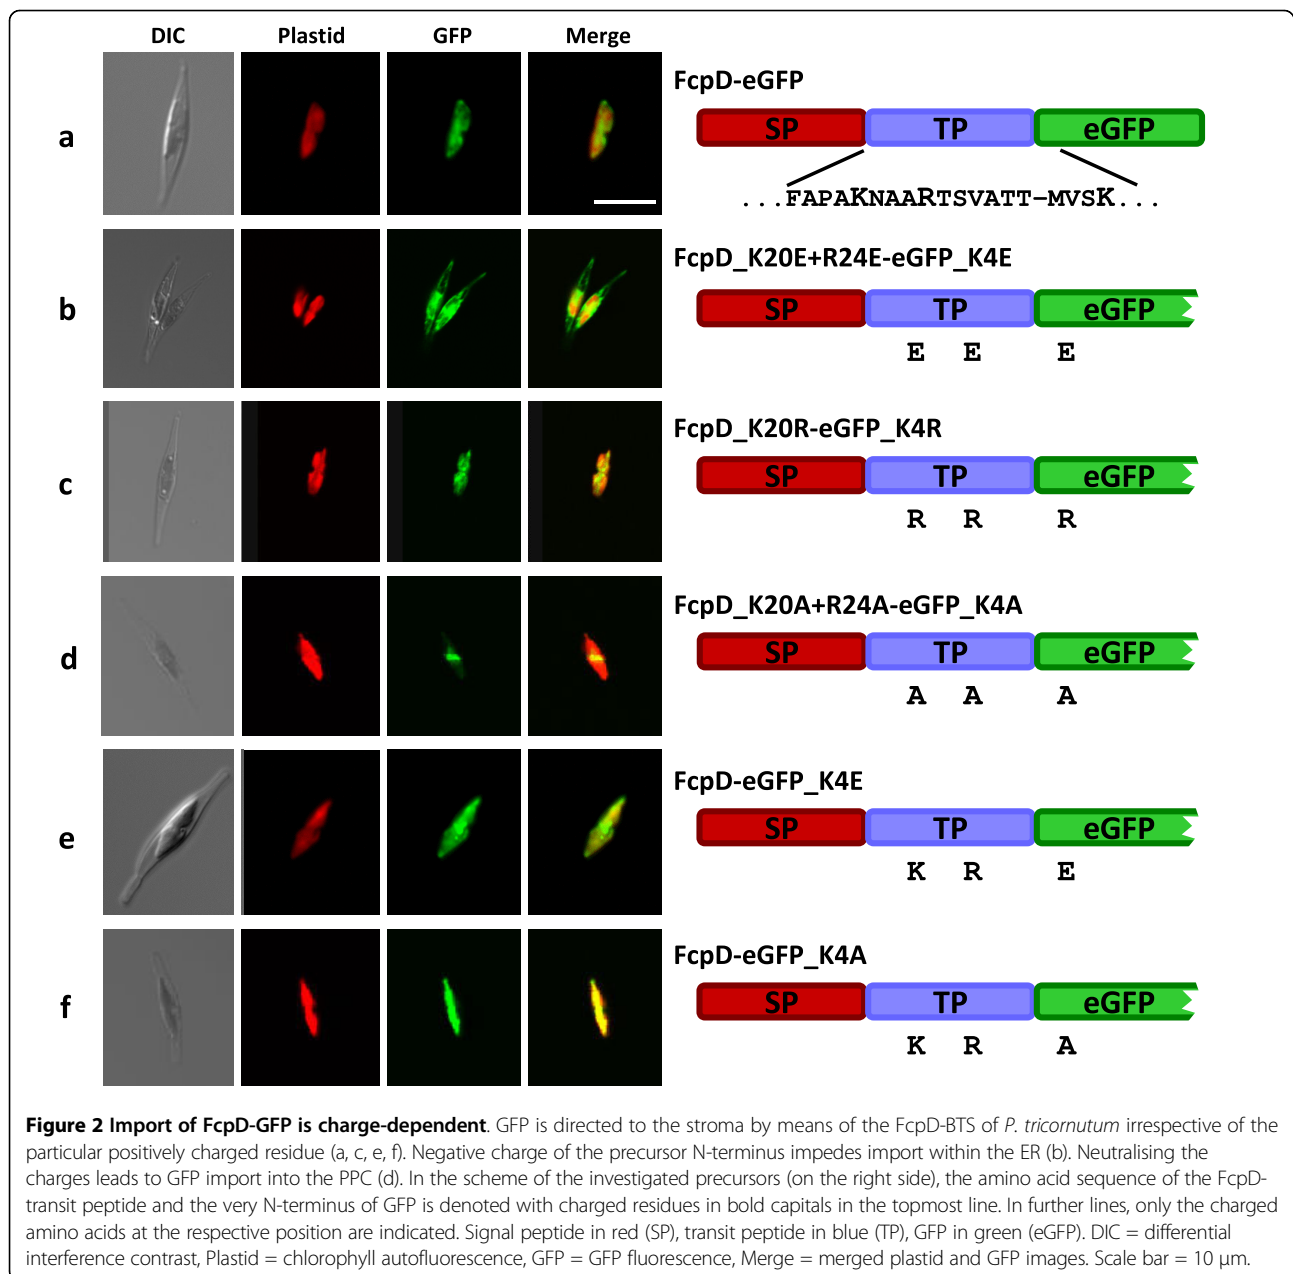 DIC Plastid GFP Merge
a
FcpD-eGFP
SP TP eGFP
...FAPAKNAARTSVATT–MVSK...
b
FcpD_K20E+R24E-eGFP_K4E
SP TP eGFP
E E E
c
FcpD_K20R-eGFP_K4R
SP TP eGFP
R R R
d
FcpD_K20A+R24A-eGFP_K4A
SP TP eGFP
A A A
e
FcpD-eGFP_K4E
SP TP eGFP
K R E
f
FcpD-eGFP_K4A
SP TP eGFP
K R A
Figure 2 Import of FcpD-GFP is charge-dependent. GFP is directed to the stroma by means of the FcpD-BTS of P. tricornutum irrespective of the
particular positively charged residue (a, c, e, f). Negative charge of the precursor N-terminus impedes import within the ER (b). Neutralising the
charges leads to GFP import into the PPC (d). In the scheme of the investigated precursors (on the right side), the amino acid sequence of the FcpD-
transit peptide and the very N-terminus of GFP is denoted with charged residues in bold capitals in the topmost line. In further lines, only the charged
amino acids at the respective position are indicated. Signal peptide in red (SP), transit peptide in blue (TP), GFP in green (eGFP). DIC = differential
interference contrast, Plastid = chlorophyll autofluorescence, GFP = GFP fluorescence, Merge = merged plastid and GFP images. Scale bar = 10 μm.